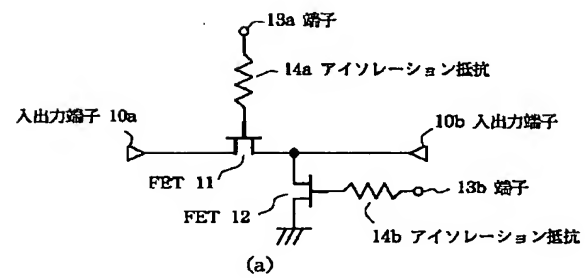 13a 端子
14a アイソレーション抵抗
入出力端子 10a
10b 入出力端子
FET 11
13b 端子
FET 12
14b アイソレーション抵抗
(a)